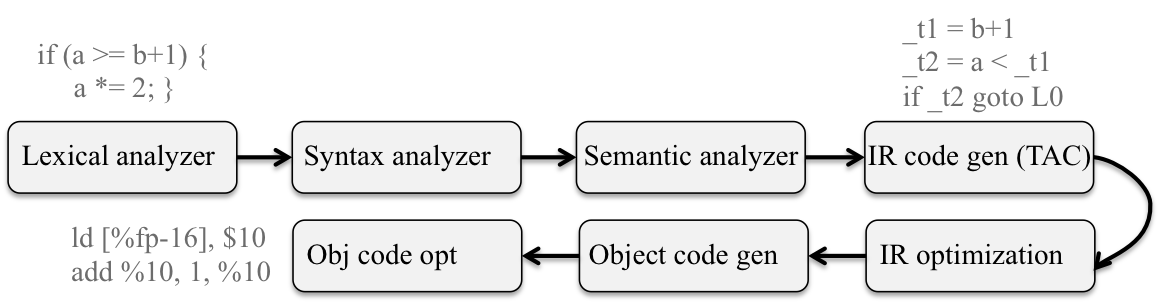 if (a >= b+1) {
a *= 2; }
_t1 = b+1
_t2 = a < _t1
if _t2 goto L0
Lexical analyzer
Syntax analyzer
Semantic analyzer
IR code gen (TAC)
ld [%fp-16], $10
add %10, 1, %10
Obj code opt
Object code gen
IR optimization